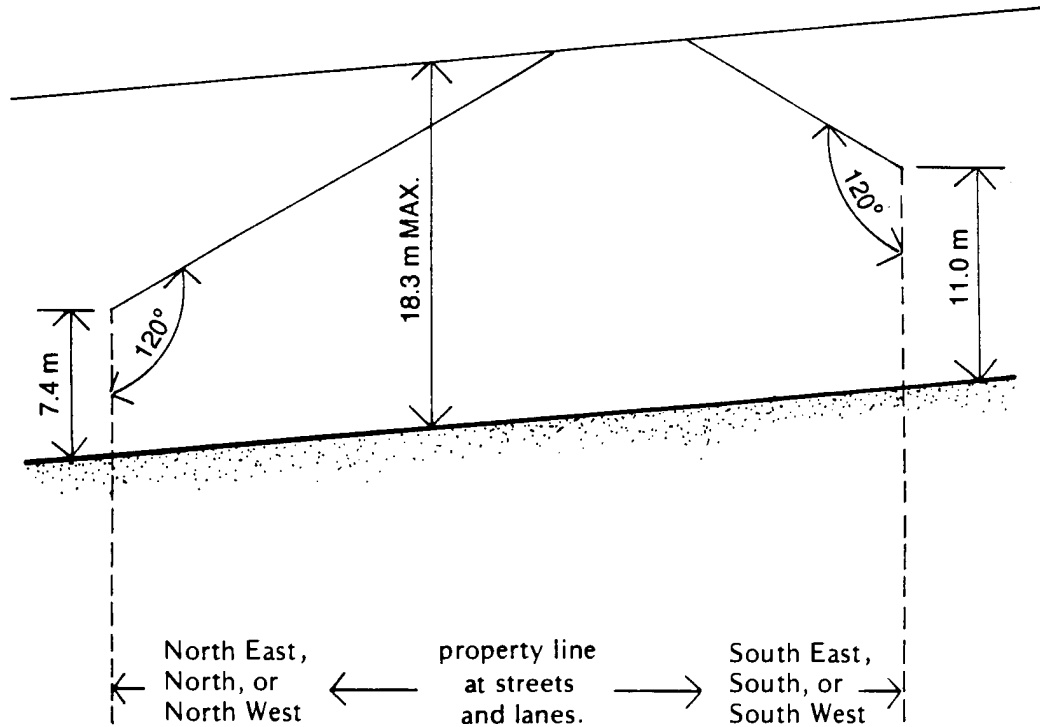 18.3 m MAX.
120°
11.0 m
120°
7.4 m
North East,
North, or
North West
property line
at streets
and lanes.
South East,
South, or
South West